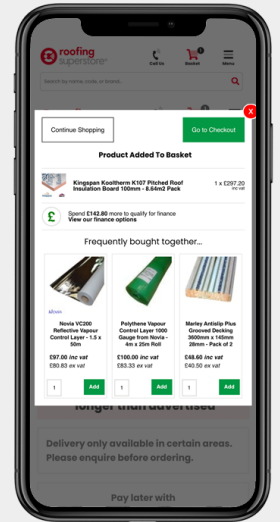 roofing
superstore
Call Us
Basket
Menu
Search by name, code, or brand...
X
Continue Shopping
Go to Checkout
Product Added To Basket
Kingspan Kooltherm K107 Pitched Roof
Insulation Board 100mm - 8.64m2 Pack
1 x £297.20
inc vat
£
Spend £142.80 more to qualify for finance
View our finance options
Frequently bought together...
Novia VC200
Reflective Vapour
Control Layer - 1.5 x
50m
£97.00 inc vat
£80.83 ex vat
1
Add
Polythene Vapour
Control Layer 1000
Gauge from Novia -
4m x 25m Roll
£100.00 inc vat
£83.33 ex vat
1
Add
Marley Antislip Plus
Grooved Decking
3600mm x 145mm
28mm - Pack of 2
£48.60 inc vat
£40.50 ex vat
1
Add
longer than advertised
Delivery only available in certain areas.
Please enquire before ordering.
Pay later with